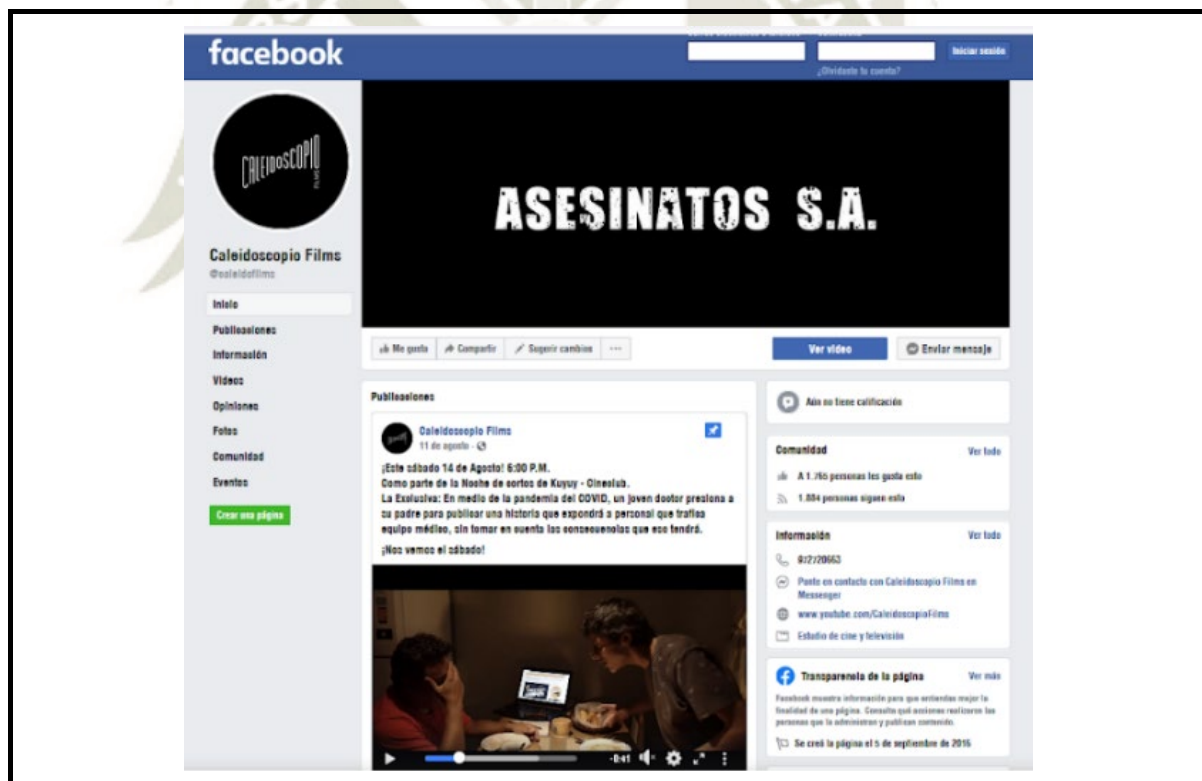 facebook
Iniciar sesión
¿Olvidaste tu cuenta?
CALEIDOSCOPIO
FILMS
ASESINATOS S.A.
Caleidoscopio Films
@caleidofilms
Inicio
Publicaciones
Información
Videos
Opiniones
Fotos
Comunidad
Eventos
Crear una página
Me gusta Compartir Sugerir cambios ...
Ver video Enviar mensaje
Publicaciones
Caleidoscopio Films
11 de agosto ·
¡Este sábado 14 de Agosto! 6:00 P.M.
Como parte de la Noche de cortos de Kuyuy - Cineclub.
La Exclusiva: En medio de la pandemia del COVID, un joven doctor presiona a
su padre para publicar una historia que expondrá a personal que trafica
equipo médico, sin tomar en cuenta las consecuencias que eso tendrá.
¡Nos vemos el sábado!
-0:41
Aún no tiene calificación
Comunidad Ver todo
A 1.765 personas les gusta esto
1.884 personas siguen esto
Información Ver todo
Ponte en contacto con Caleidoscopio Films en
Messenger
www.youtube.com/CaleidoscopioFilms
Estudio de cine y televisión
Transparencia de la página Ver más
Facebook muestra información para que entiendas mejor la
finalidad de una página. Consulta qué acciones realizaron las
personas que la administran y publican contenido.
Se creó la página el 5 de septiembre de 2015